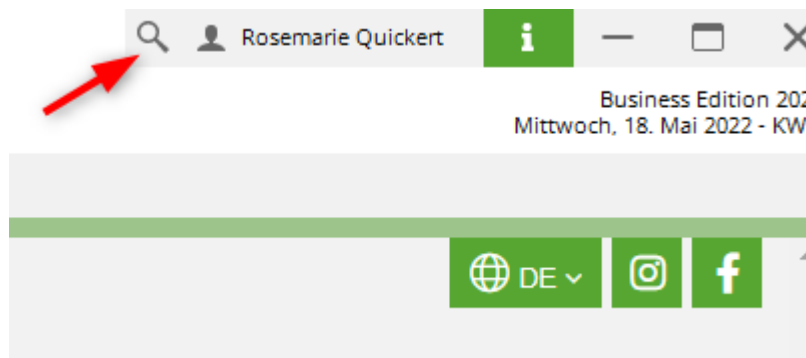 Rosemarie Quickert
Business Edition 202
Mittwoch, 18. Mai 2022 - KW
DE